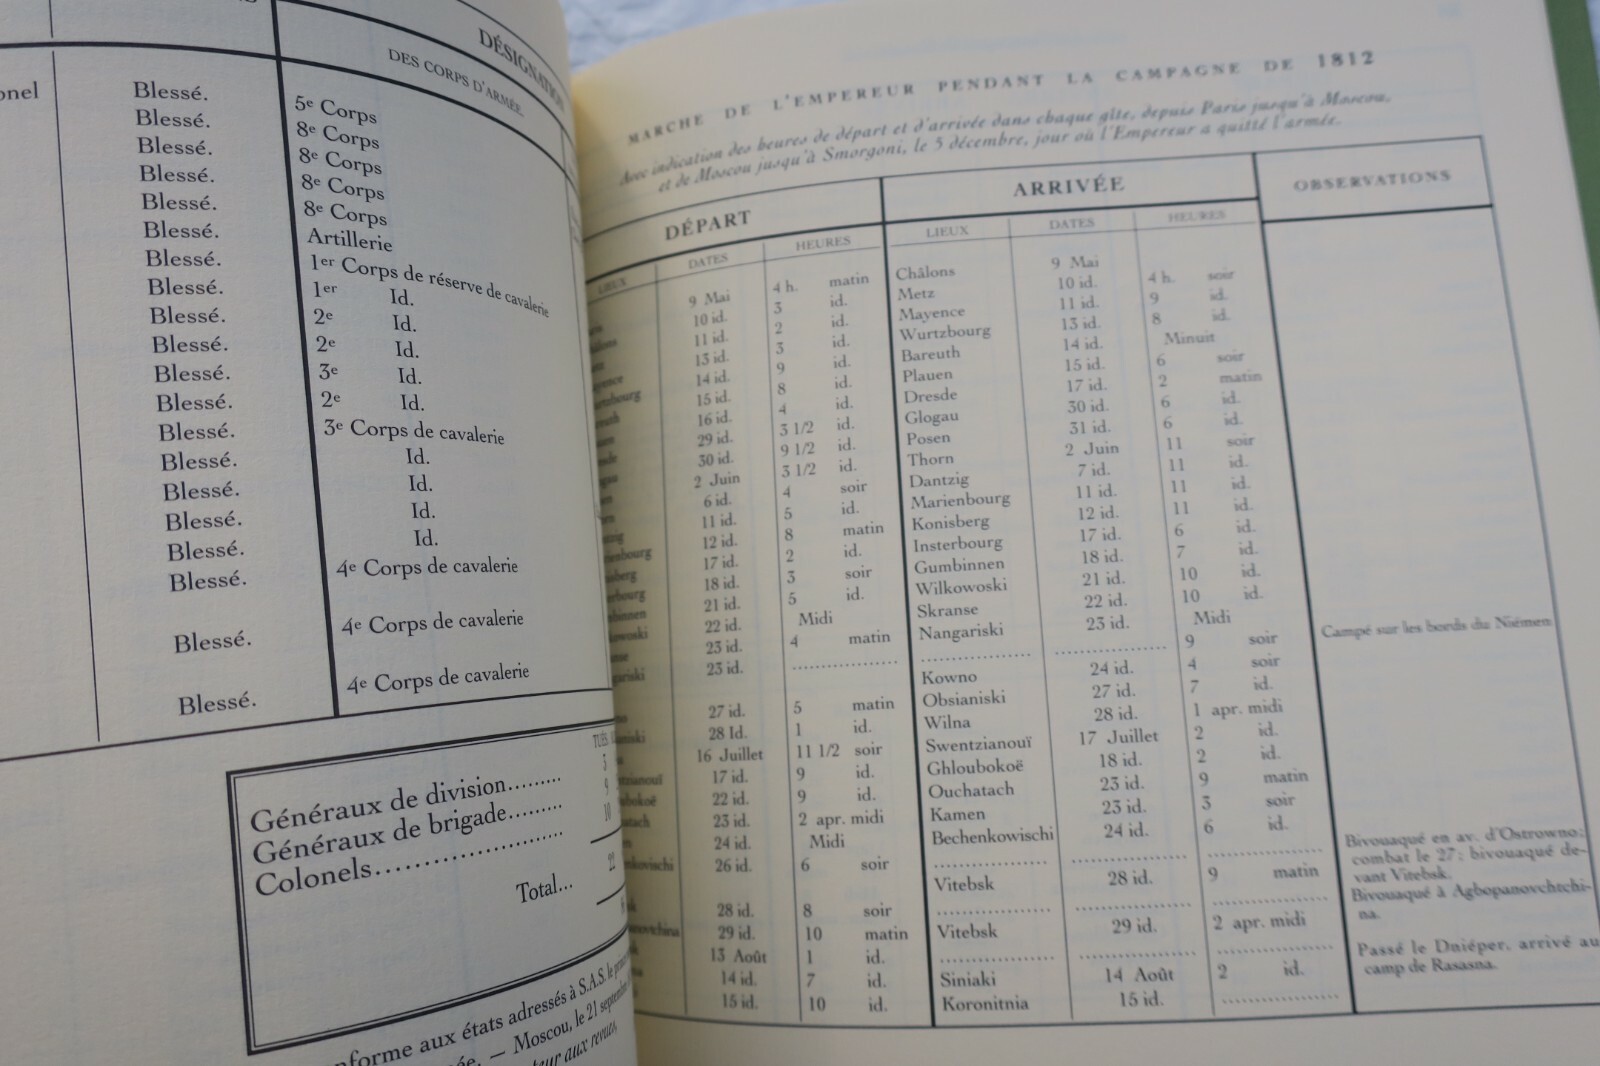 DÉSIGNATION
DES CORPS D'ARMÉE
onel Blessé. 5e Corps
Blessé. 8e Corps
Blessé. 8e Corps
Blessé. 8e Corps
Blessé. 8e Corps
Blessé. Artillerie
Blessé. 1er Corps de réserve de cavalerie
Blessé. 1er Id.
Blessé. 2e Id.
Blessé. 2e Id.
Blessé. 3e Id.
Blessé. 2e Id.
Blessé. 3e Corps de cavalerie
Blessé. Id.
Blessé. Id.
Blessé. Id.
Blessé. Id.
Blessé. 4e Corps de cavalerie
Blessé. 4e Corps de cavalerie
Blessé. 4e Corps de cavalerie
TUÉS
Généraux de division......... 3
Généraux de brigade......... 9
Colonels........................ 10
Total... 22
nforme aux états adressés à S.A.S. le
ée. — Moscou, le 21 septembre
teur aux revues,
MARCHE DE L'EMPEREUR PENDANT LA CAMPAGNE DE 1812
Avec indication des heures de départ et d'arrivée dans chaque gîte, depuis Paris jusqu'à Moscou,
et de Moscou jusqu'à Smorgoni, le 5 décembre, jour où l'Empereur a quitté l'armée.
DÉPART ARRIVÉE OBSERVATIONS
LIEUX DATES HEURES LIEUX DATES HEURES
9 Mai 4 h. matin Châlons 9 Mai 4 h. soir
10 id. 3 id. Metz 10 id. 9 id.
11 id. 2 id. Mayence 11 id. 8 id.
13 id. 3 id. Wurtzbourg 13 id. Minuit
14 id. 9 id. Bareuth 14 id. 6 soir
15 id. 8 id. Plauen 15 id. 2 matin
16 id. 4 id. Dresde 17 id. 6 id.
29 id. 3 1/2 id. Glogau 30 id. 6 id.
30 id. 9 1/2 id. Posen 31 id. 11 soir
2 Juin 3 1/2 id. Thorn 2 Juin 11 id.
6 id. 4 soir Dantzig 7 id. 11 id.
11 id. 5 id. Marienbourg 11 id. 11 id.
12 id. 8 matin Konisberg 12 id. 6 id.
17 id. 2 id. Insterbourg 17 id. 7 id.
18 id. 3 soir Gumbinnen 18 id. 10 id.
21 id. 5 id. Wilkowoski 21 id. 10 id.
22 id. Midi Skranse 22 id. Midi
23 id. 4 matin Nangariski 23 id. 9 soir Campé sur les bords du Niémen
23 id. .................. .................. .................. 4 soir
Kowno 24 id. 7 id.
27 id. 5 matin Obsianiski 27 id. 1 apr. midi
28 Id. 1 id. Wilna 28 id. 2 id.
16 Juillet 11 1/2 soir Swentzianouï 17 Juillet 2 id.
17 id. 9 id. Ghloubokoë 18 id. 9 matin
22 id. 9 id. Ouchatach 23 id. 3 soir
23 id. 2 apr. midi Kamen 23 id. 6 id.
24 id. Midi Bechenkowischi 24 id. ..................
26 id. 6 soir .................. .................. 9 matin Bivouaqué en av. d'Ostrowno;
combat le 27; bivouaqué de-
vant Vitebsk.
Vitebsk 28 id.
28 id. 8 soir .................. .................. .................. Bivouaqué à Agbopanovchtchi-
na.
29 id. 10 matin Vitebsk 29 id. 2 apr. midi
13 Août 1 id. .................. .................. .................. Passé le Dniéper, arrivé au
camp de Rasasna.
14 id. 7 id. Siniaki 14 Août 2 id.
15 id. 10 id. Koronitnia 15 id. ..................